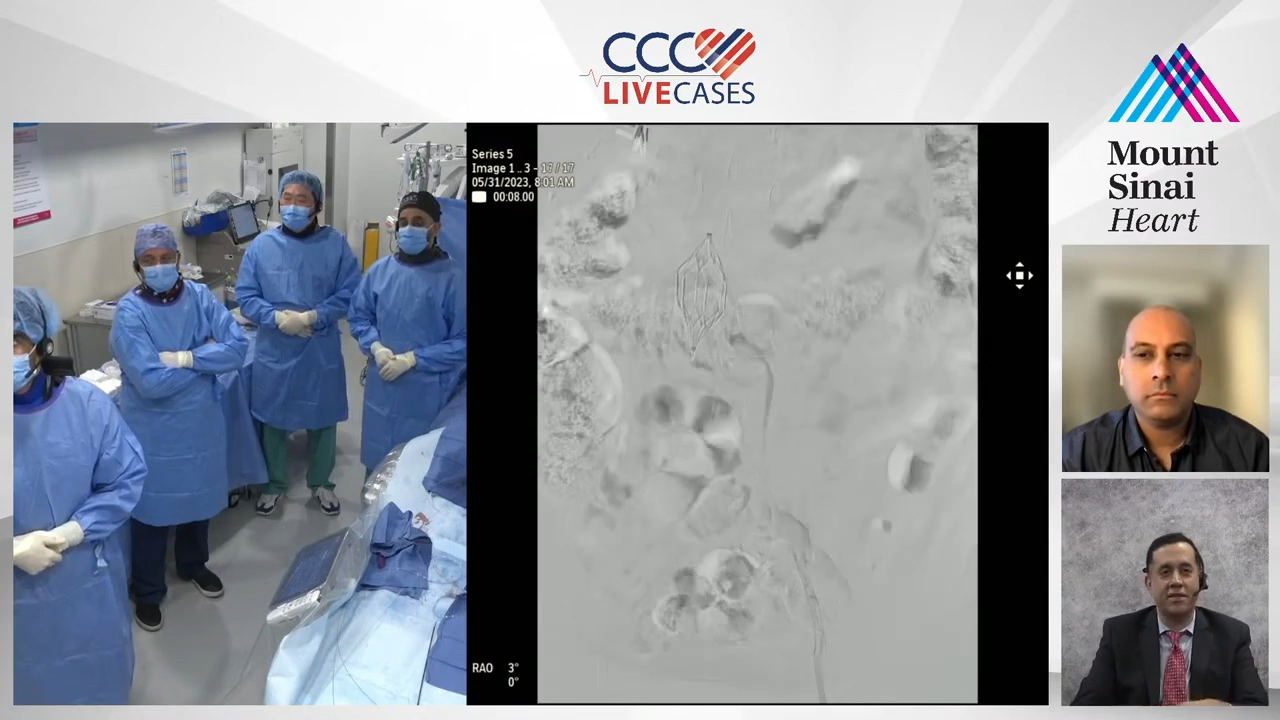 CCC
LIVECASES
Mount
Sinai
Heart
Series 5
Image 1 .. 3 - 17 / 17
05/31/2023, 8:01 AM
00:08.00
RAO 3°
0°